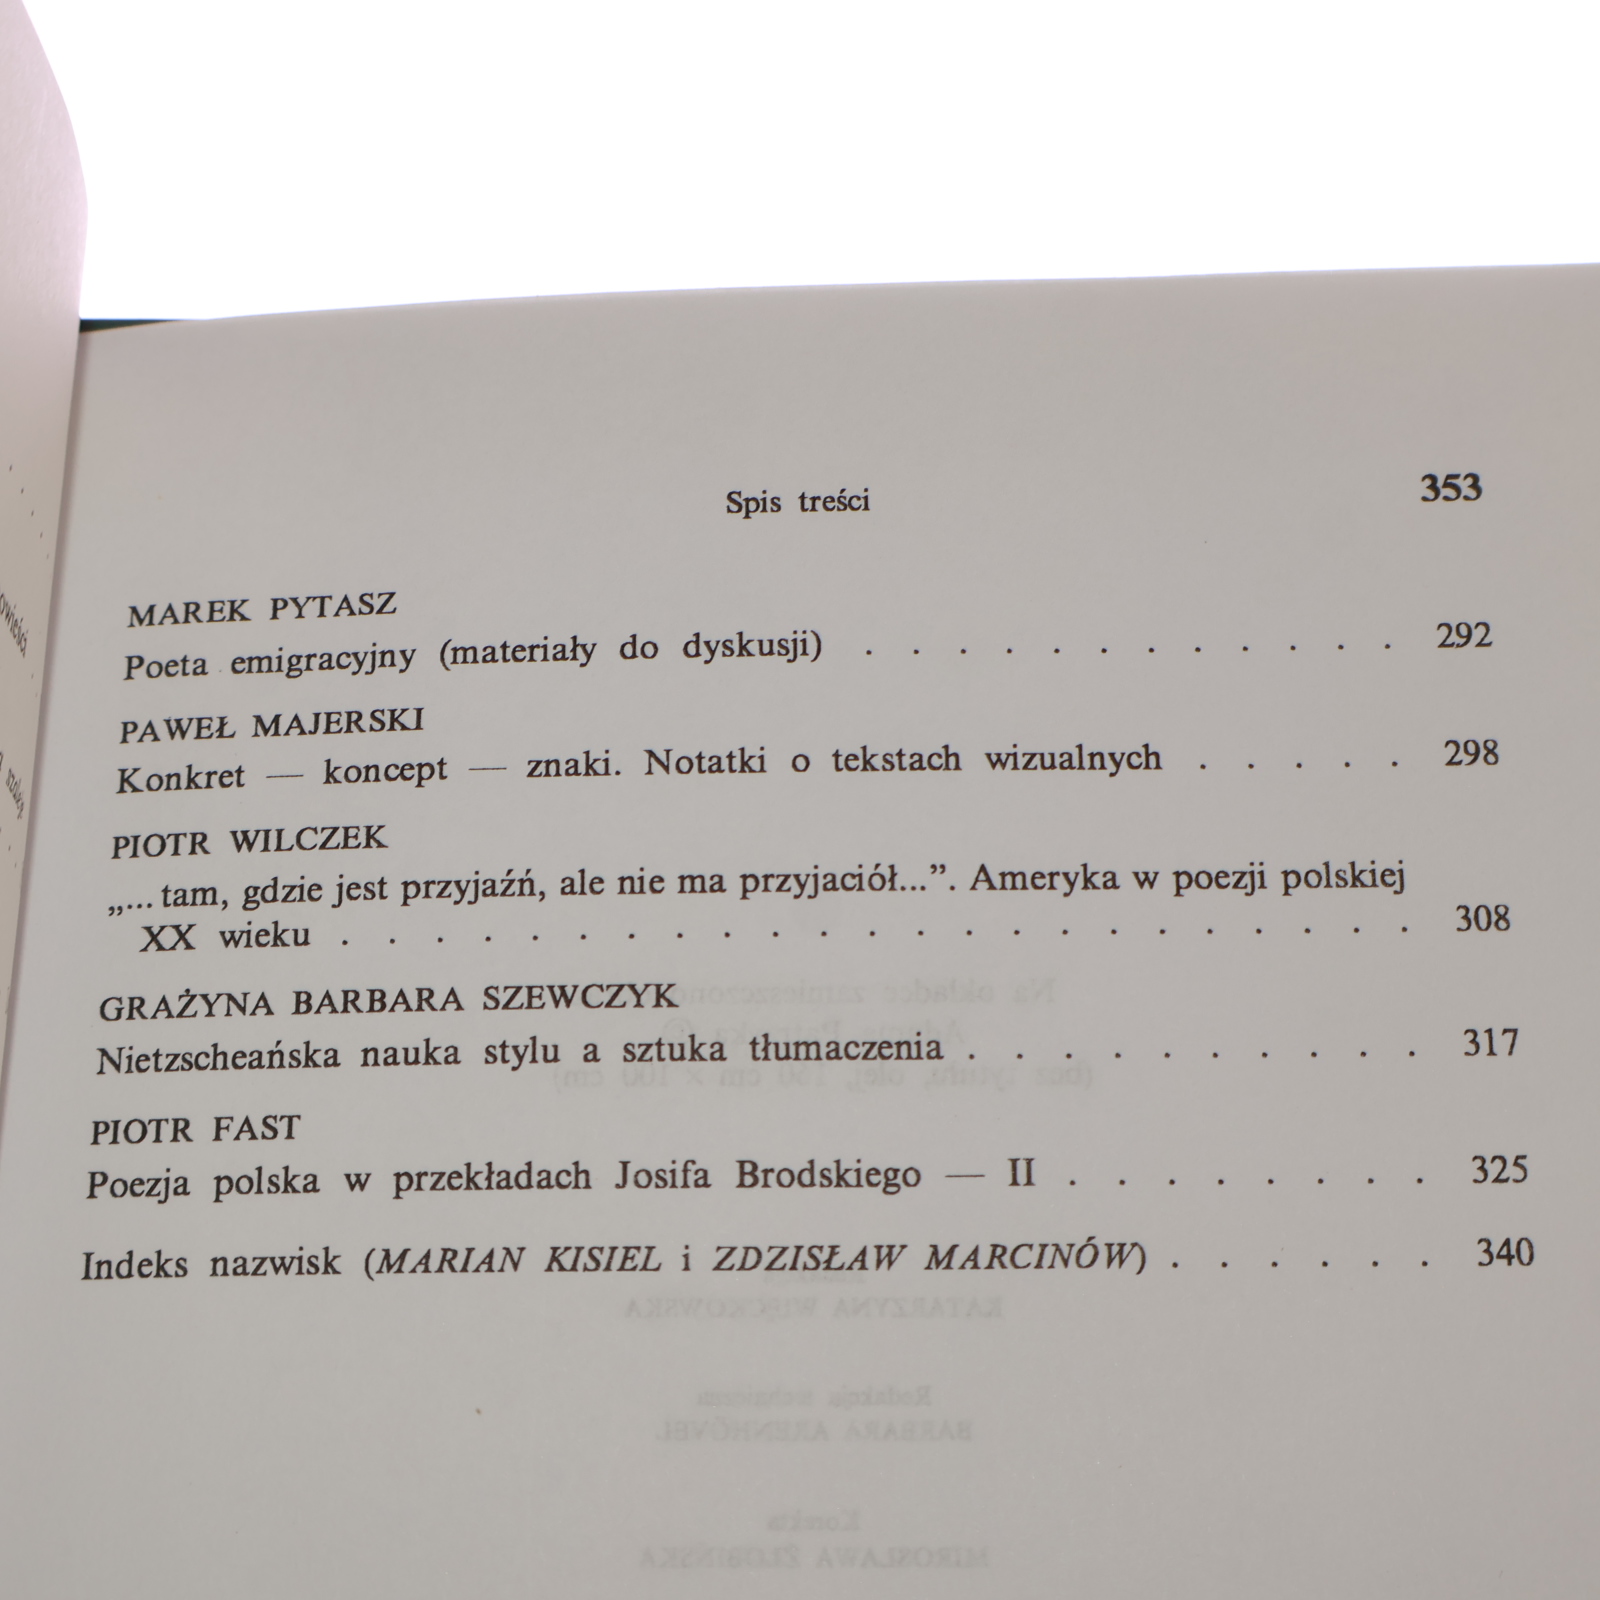 Spis treści 353
MAREK PYTASZ
Poeta emigracyjny (materiały do dyskusji) . . . . . . . . . . . . 292
PAWEŁ MAJERSKI
Konkret — koncept — znaki. Notatki o tekstach wizualnych . . . . . 298
PIOTR WILCZEK
„... tam, gdzie jest przyjaźń, ale nie ma przyjaciół...”. Ameryka w poezji polskiej
XX wieku . . . . . . . . . . . . . . . . . . . . . . . 308
GRAŻYNA BARBARA SZEWCZYK
Nietzscheańska nauka stylu a sztuka tłumaczenia . . . . . . . . . . 317
PIOTR FAST
Poezja polska w przekładach Josifa Brodskiego — II . . . . . . . . 325
Indeks nazwisk (MARIAN KISIEL i ZDZISŁAW MARCINÓW) . . . . . . 340